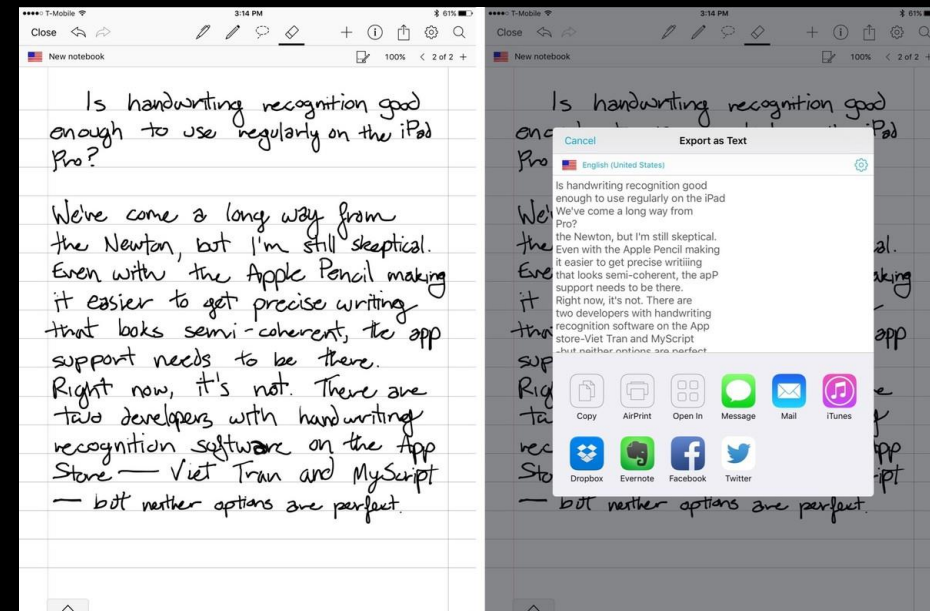 T-Mobile 3:14 PM 61%
Close
New notebook 100% < 2 of 2 +
Is handwriting recognition good
enough to use regularly on the iPad
Pro?
We've come a long way from
the Newton, but I'm still skeptical.
Even with the Apple Pencil making
it easier to get precise writing
that looks semi-coherent, the app
support needs to be there.
Right now, it's not. There are
two developers with handwriting
recognition software on the App
Store — Viet Tran and MyScript
— but neither options are perfect.
T-Mobile 3:14 PM 61%
Close
New notebook 100% < 2 of 2 +
Is handwriting recognition good
Cancel Export as Text
English (United States)
Is handwriting recognition good
enough to use regularly on the iPad
We've come a long way from
Pro?
the Newton, but I'm still skeptical.
Even with the Apple Pencil making
it easier to get precise writiiing
that looks semi-coherent, the apP
support needs to be there.
Right now, it's not. There are
two developers with handwriting
recognition software on the App
store-Viet Tran and MyScript
-but neither options are perfect
Copy AirPrint Open In Message Mail iTunes
Dropbox Evernote Facebook Twitter
— but neither options are perfect.